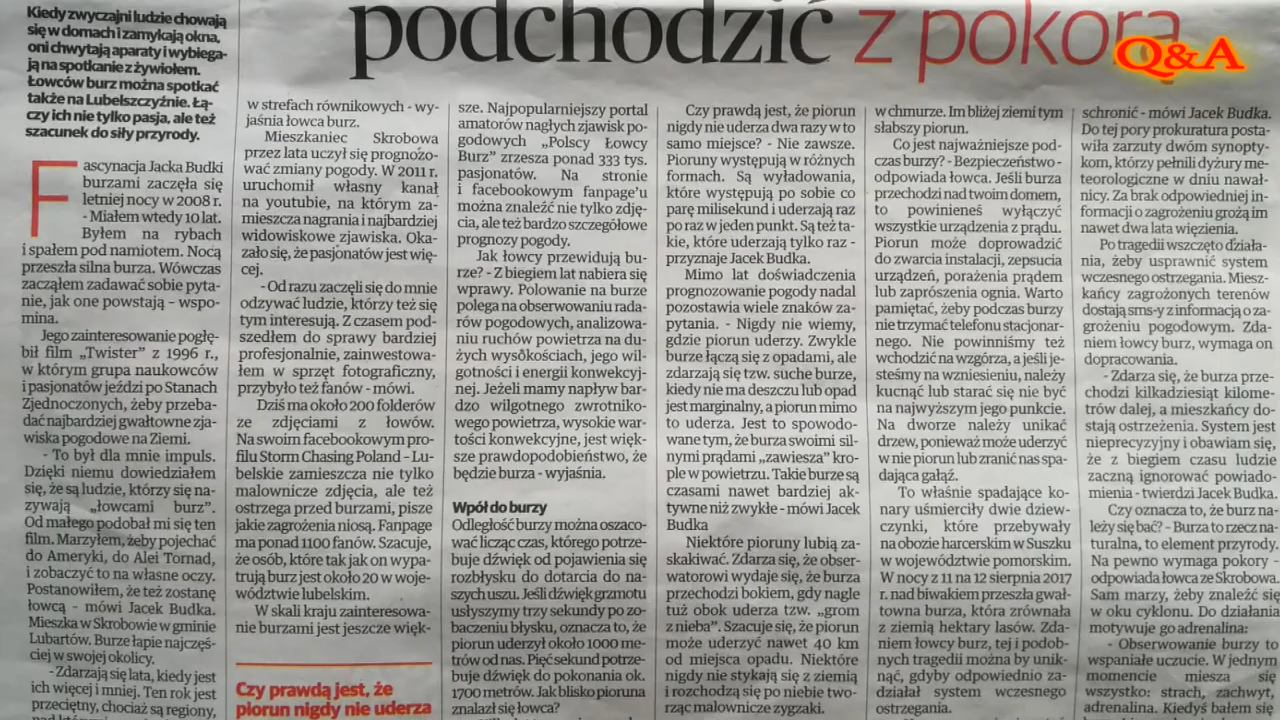 podchodzić z pokorą
Q&A
Kiedy zwyczajni ludzie chowają
się w domach i zamykają okna,
oni chwytają aparaty i wybiega-
ją na spotkanie z żywiołem.
Łowców burz można spotkać
także na Lubelszczyźnie. Łą-
czy ich nie tylko pasja, ale też
szacunek do siły przyrody.
Fascynacja Jacka Budki
burzami zaczęła się
letniej nocy w 2008 r.
- Miałem wtedy 10 lat.
Byłem na rybach
i spałem pod namiotem. Nocą
przeszła silna burza. Wówczas
zacząłem zadawać sobie pyta-
nie, jak one powstają – wspo-
mina.
Jego zainteresowanie pogłę-
bił film „Twister” z 1996 r.,
w którym grupa naukowców
i pasjonatów jeździ po Stanach
Zjednoczonych, żeby przeba-
dać najbardziej gwałtowne zja-
wiska pogodowe na Ziemi.
- To był dla mnie impuls.
Dzięki niemu dowiedziałem
się, że są ludzie, którzy się na-
zywają „łowcami burz”.
Od małego podobał mi się ten
film. Marzyłem, żeby pojechać
do Ameryki, do Alei Tornad,
i zobaczyć to na własne oczy.
Postanowiłem, że też zostanę
łowcą – mówi Jacek Budka.
Mieszka w Skrobowie w gminie
Lubartów. Burze łapie najczęś-
ciej w swojej okolicy.
- Zdarzają się lata, kiedy jest
ich więcej i mniej. Ten rok jest
przeciętny, chociaż są regiony,
w strefach równikowych - wy-
jaśnia łowca burz.
Mieszkaniec Skrobowa
przez lata uczył się prognozo-
wać zmiany pogody. W 2011 r.
uruchomił własny kanał
na youtubie, na którym za-
mieszcza nagrania i najbardziej
widowiskowe zjawiska. Oka-
zało się, że pasjonatów jest wię-
cej.
- Od razu zaczęli się do mnie
odzywać ludzie, którzy też się
tym interesują. Z czasem pod-
szedłem do sprawy bardziej
profesjonalnie, zainwestowa-
łem w sprzęt fotograficzny,
przybyło też fanów - mówi.
Dziś ma około 200 folderów
ze zdjęciami z łowów.
Na swoim facebookowym pro-
filu Storm Chasing Poland – Lu-
belskie zamieszcza nie tylko
malownicze zdjęcia, ale też
ostrzega przed burzami, pisze
jakie zagrożenia niosą. Fanpage
ma ponad 1100 fanów. Szacuje,
że osób, które tak jak on wypa-
trują burz jest około 20 w woje-
wództwie lubelskim.
W skali kraju zainteresowa-
nie burzami jest jeszcze więk-
Czy prawdą jest, że
piorun nigdy nie uderza
sze. Najpopularniejszy portal
amatorów nagłych zjawisk po-
godowych „Polscy Łowcy
Burz” zrzesza ponad 333 tys.
pasjonatów. Na stronie
i facebookowym fanpage’u
można znaleźć nie tylko zdję-
cia, ale też bardzo szczegółowe
prognozy pogody.
Jak łowcy przewidują bu-
rze? - Z biegiem lat nabiera się
wprawy. Polowanie na burze
polega na obserwowaniu rada-
rów pogodowych, analizowa-
niu ruchów powietrza na du-
żych wysokościach, jego wil-
gotności i energii konwekcyj-
nej. Jeżeli mamy napływ bar-
dzo wilgotnego zwrotniko-
wego powietrza, wysokie war-
tości konwekcyjne, jest więk-
sze prawdopodobieństwo, że
będzie burza - wyjaśnia.
Wpół do burzy
Odległość burzy można oszaco-
wać licząc czas, którego potrze-
buje dźwięk od pojawienia się
rozbłysku do dotarcia do na-
szych uszu. Jeśli dźwięk grzmotu
usłyszymy trzy sekundy po zo-
baczeniu błysku, oznacza to, że
piorun uderzył około 1000 me-
trów od nas. Pięć sekund potrze-
buje dźwięk do pokonania ok.
1700 metrów. Jak blisko pioruna
znalazł się łowca?
Czy prawdą jest, że piorun
nigdy nie uderza dwa razy w to
samo miejsce? - Nie zawsze.
Pioruny występują w różnych
formach. Są wyładowania,
które występują po sobie co
parę milisekund i uderzają raz
po raz w jeden punkt. Są też ta-
kie, które uderzają tylko raz -
przyznaje Jacek Budka.
Mimo lat doświadczenia
prognozowanie pogody nadal
pozostawia wiele znaków za-
pytania. - Nigdy nie wiemy,
gdzie piorun uderzy. Zwykle
burze łączą się z opadami, ale
zdarzają się tzw. suche burze,
kiedy nie ma deszczu lub opad
jest marginalny, a piorun mimo
to uderza. Jest to spowodo-
wane tym, że burza swoimi sil-
nymi prądami „zawiesza” kro-
ple w powietrzu. Takie burze są
czasami nawet bardziej ak-
tywne niż zwykłe - mówi Jacek
Budka
Niektóre pioruny lubią za-
skakiwać. Zdarza się, że obser-
watorowi wydaje się, że burza
przechodzi bokiem, gdy nagle
tuż obok uderza tzw. „grom
z nieba”. Szacuje się, że piorun
może uderzyć nawet 40 km
od miejsca opadu. Niektóre
nigdy nie stykają się z ziemią
i rozchodzą się po niebie two-
rząc malownicze zygzaki.
w chmurze. Im bliżej ziemi tym
słabszy piorun.
Co jest najważniejsze pod-
czas burzy? - Bezpieczeństwo -
odpowiada łowca. Jeśli burza
przechodzi nad twoim domem,
to powinieneś wyłączyć
wszystkie urządzenia z prądu.
Piorun może doprowadzić
do zwarcia instalacji, zepsucia
urządzeń, porażenia prądem
lub zaprószenia ognia. Warto
pamiętać, żeby podczas burzy
nie trzymać telefonu stacjonar-
nego. Nie powinniśmy też
wchodzić na wzgórza, a jeśli je-
steśmy na wzniesieniu, należy
kucnąć lub starać się nie być
na najwyższym jego punkcie.
Na dworze należy unikać
drzew, ponieważ może uderzyć
w nie piorun lub zranić nas spa-
dająca gałąź.
To właśnie spadające ko-
nary uśmierciły dwie dziew-
czynki, które przebywały
na obozie harcerskim w Suszku
w województwie pomorskim.
W nocy z 11 na 12 sierpnia 2017
r. nad biwakiem przeszła gwał-
towna burza, która zrównała
z ziemią hektary lasów. Zda-
niem łowcy burz, tej i podob-
nych tragedii można by unik-
nąć, gdyby odpowiednio za-
działał system wczesnego
ostrzegania.
schronić - mówi Jacek Budka.
Do tej pory prokuratura posta-
wiła zarzuty dwóm synopty-
kom, którzy pełnili dyżury me-
teorologiczne w dniu nawał-
nicy. Za brak odpowiedniej in-
formacji o zagrożeniu grożą im
nawet dwa lata więzienia.
Po tragedii wszczęto działa-
nia, żeby usprawnić system
wczesnego ostrzegania. Miesz-
kańcy zagrożonych terenów
dostają sms-y z informacją o za-
grożeniu pogodowym. Zda-
niem łowcy burz, wymaga on
dopracowania.
- Zdarza się, że burza prze-
chodzi kilkadziesiąt kilome-
trów dalej, a mieszkańcy do-
stają ostrzeżenia. System jest
nieprecyzyjny i obawiam się,
że z biegiem czasu ludzie
zaczną ignorować powiado-
mienia - twierdzi Jacek Budka.
Czy oznacza to, że burz na-
leży się bać? - Burza to rzecz na-
turalna, to element przyrody.
Na pewno wymaga pokory -
odpowiada łowca ze Skrobowa.
Sam marzy, żeby znaleźć się
w oku cyklonu. Do działania
motywuje go adrenalina:
- Obserwowanie burzy to
wspaniałe uczucie. W jednym
momencie miesza się
wszystko: strach, zachwyt,
adrenalina. Kiedyś bałem się